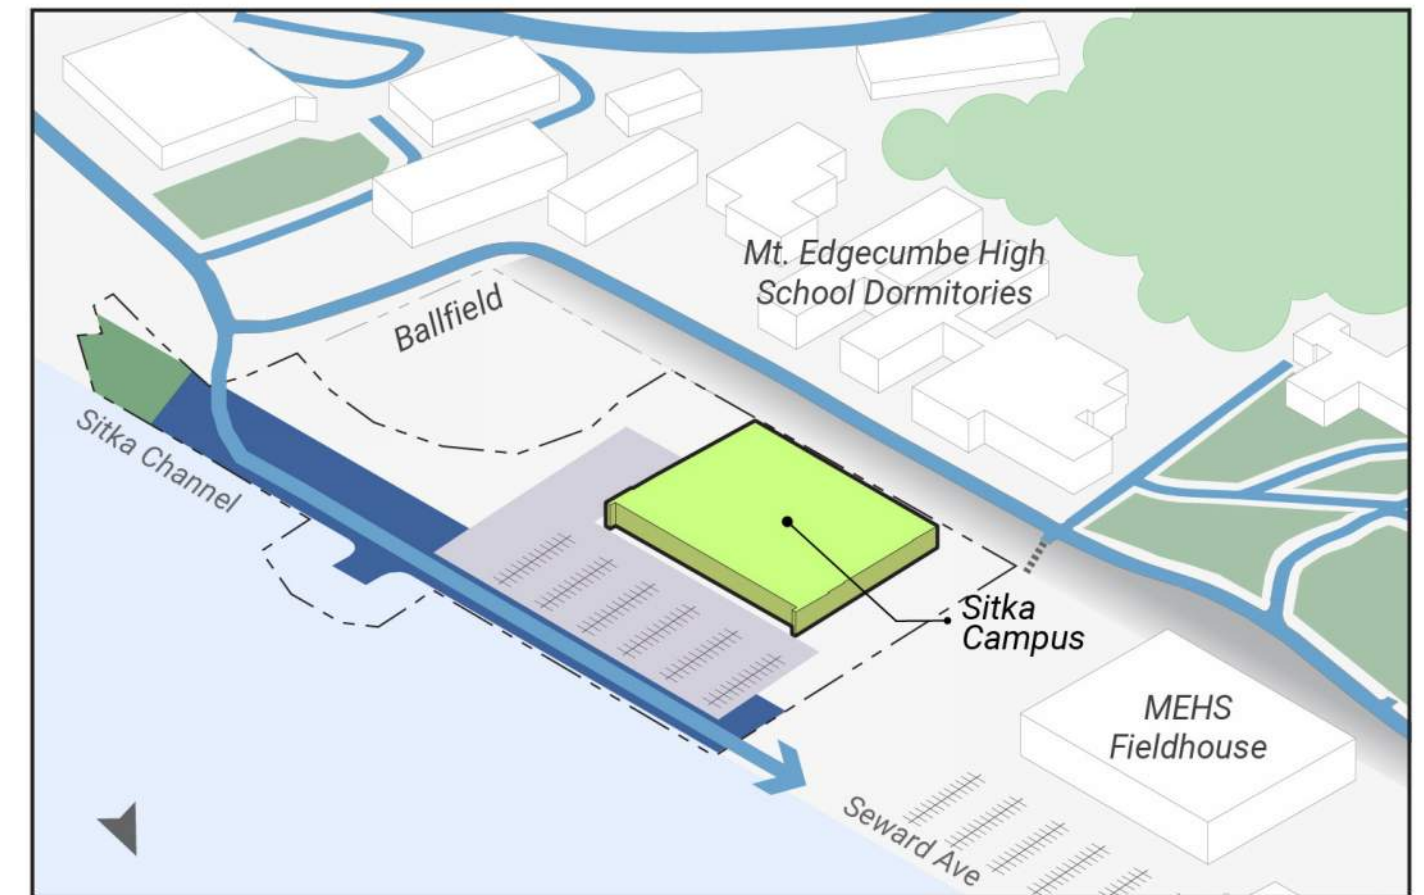 Mt. Edgecumbe High
School Dormitories
Ballfield
Sitka Channel
Sitka
Campus
MEHS
Fieldhouse
Seward Ave